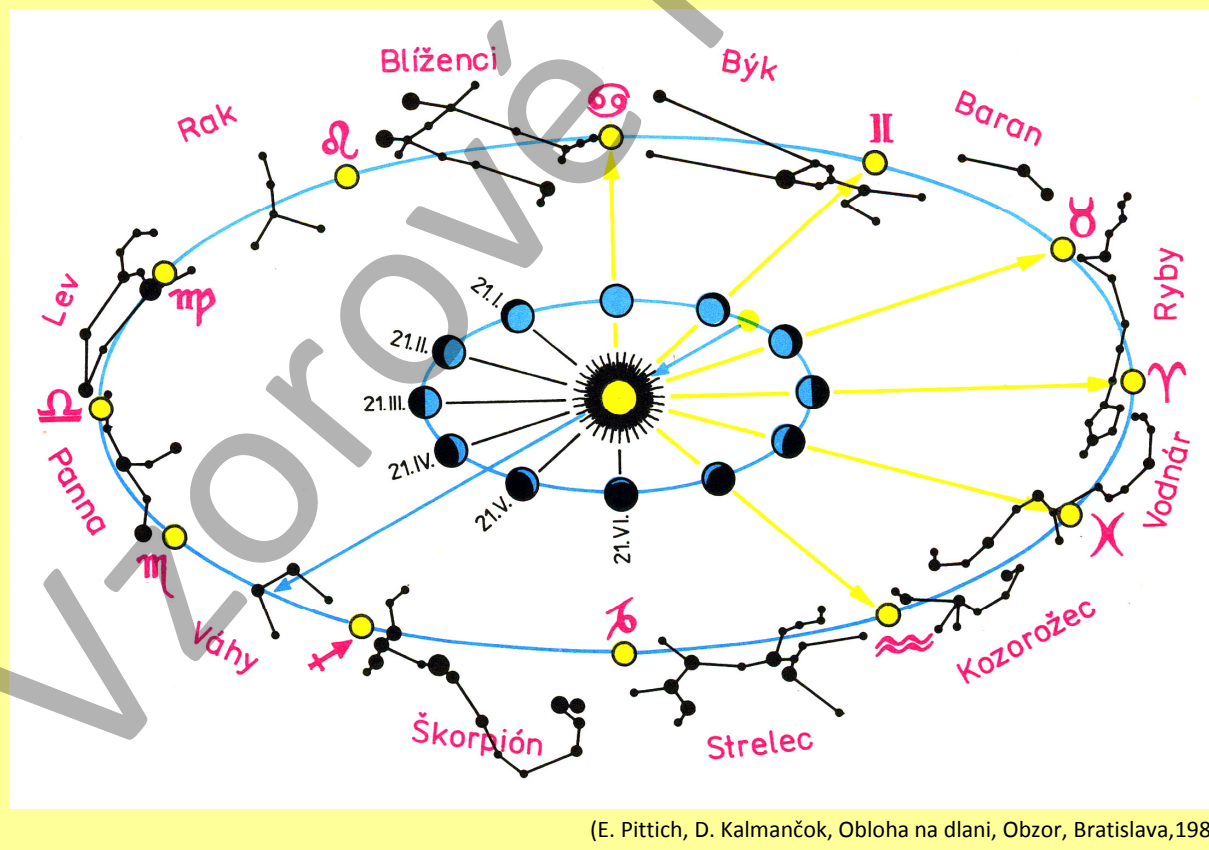 Blíženci
Býk
Rak
♋
♊
Baran
♌
♉
Lev
♍
21.I.
Ryby
21.II.
♈
♎
21.III.
Panna
21.IV.
Vodnár
21.V.
21.VI.
♓
♏
Váhy
♐
♑
♒
Kozorožec
Škorpión
Strelec
Vzorové
(E. Pittich, D. Kalmančok, Obloha na dlani, Obzor, Bratislava,198